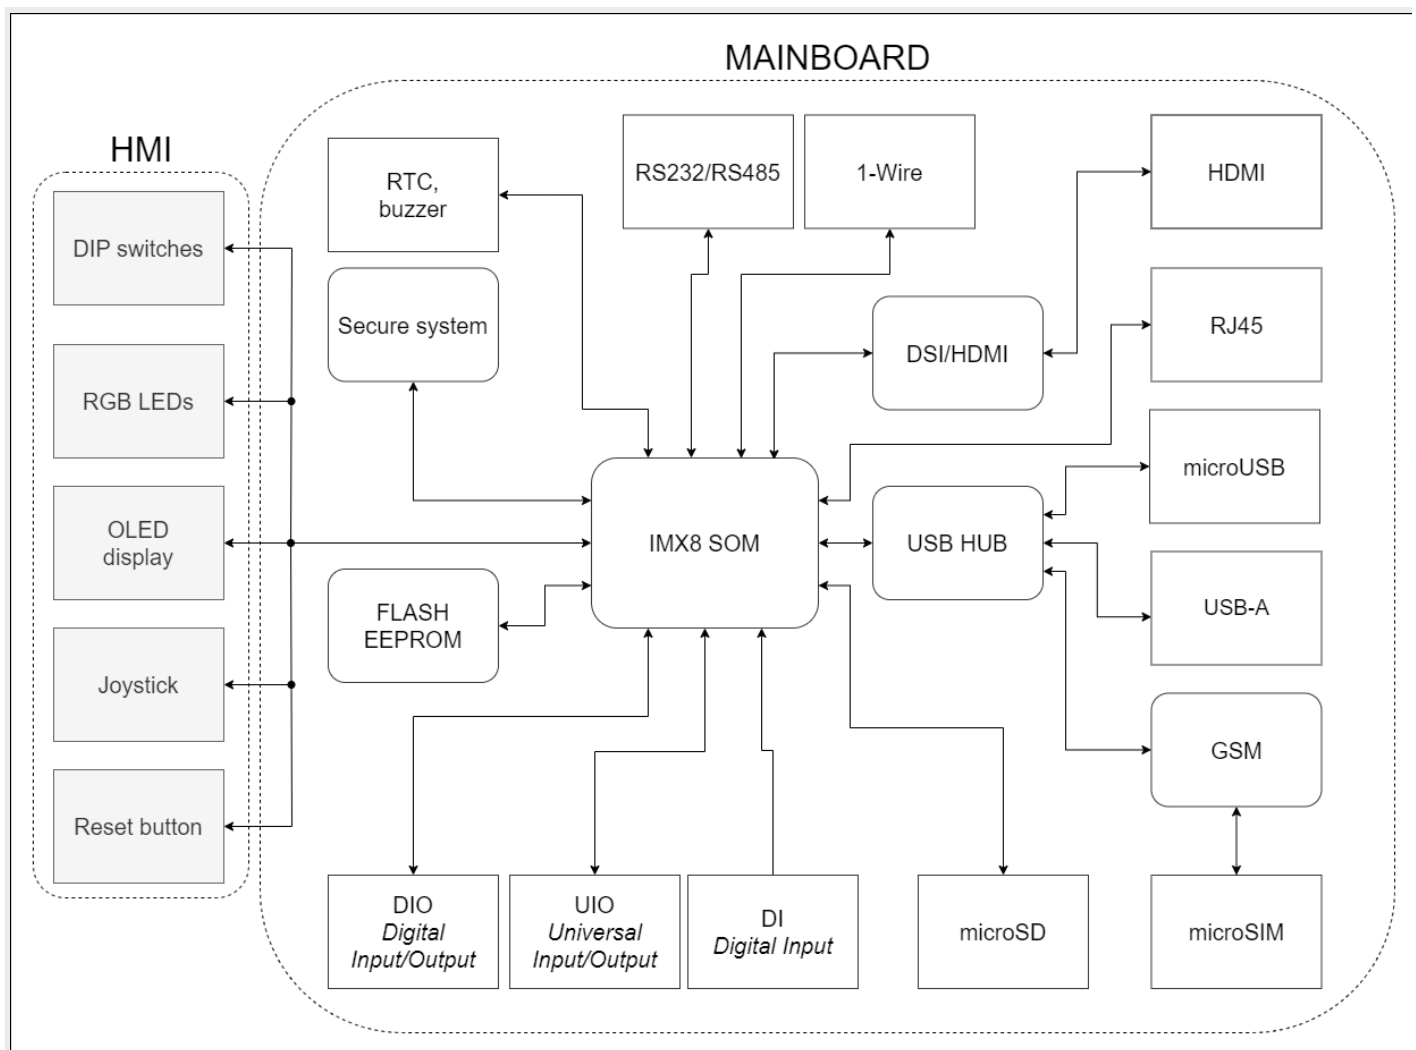 MAINBOARD
HMI
DIP switches
RGB LEDs
OLED
display
Joystick
Reset button
RTC,
buzzer
RS232/RS485
1-Wire
HDMI
Secure system
DSI/HDMI
RJ45
microUSB
IMX8 SOM
USB HUB
FLASH
EEPROM
USB-A
GSM
DIO
Digital
Input/Output
UIO
Universal
Input/Output
DI
Digital Input
microSD
microSIM